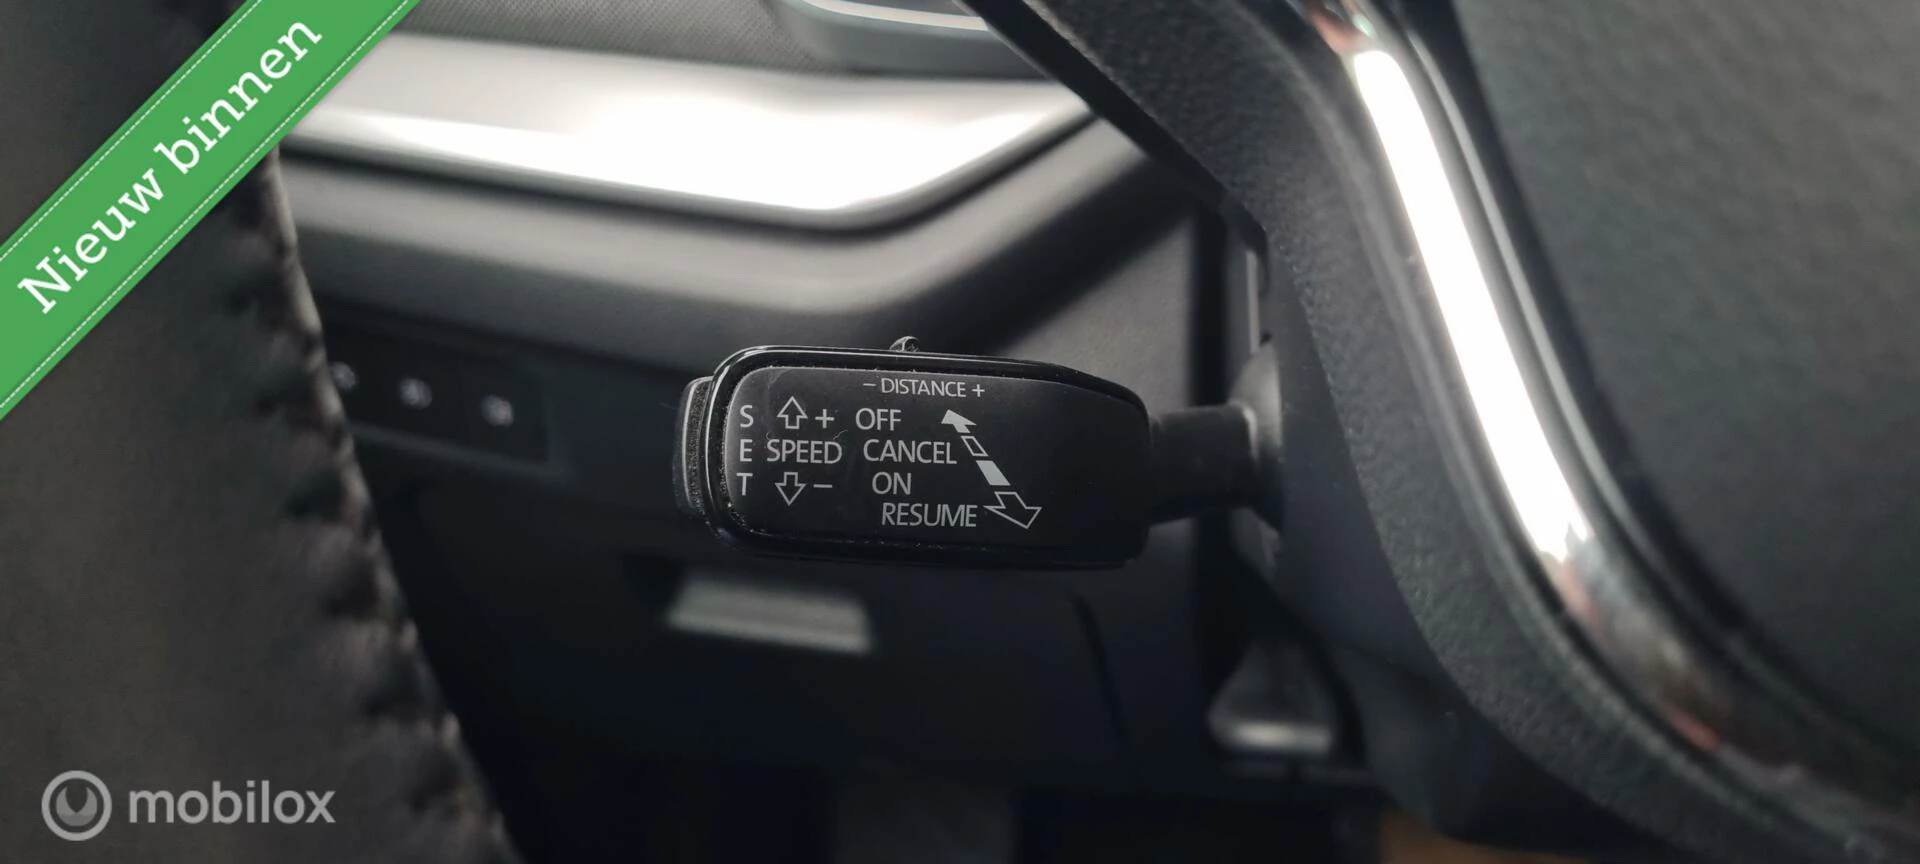 Nieuw binnen
− DISTANCE +
S + OFF
E SPEED CANCEL
T − ON
RESUME
mobilox